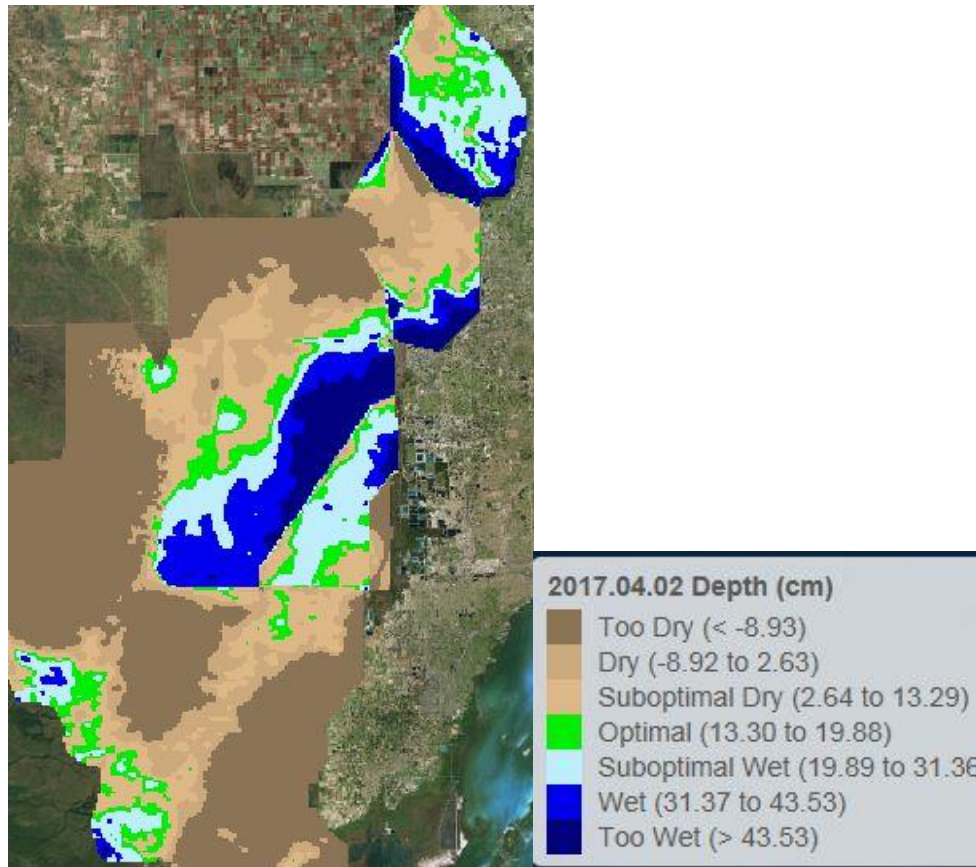 2017.04.02 Depth (cm)
Too Dry (< -8.93)
Dry (-8.92 to 2.63)
Suboptimal Dry (2.64 to 13.29)
Optimal (13.30 to 19.88)
Suboptimal Wet (19.89 to 31.36
Wet (31.37 to 43.53)
Too Wet (> 43.53)